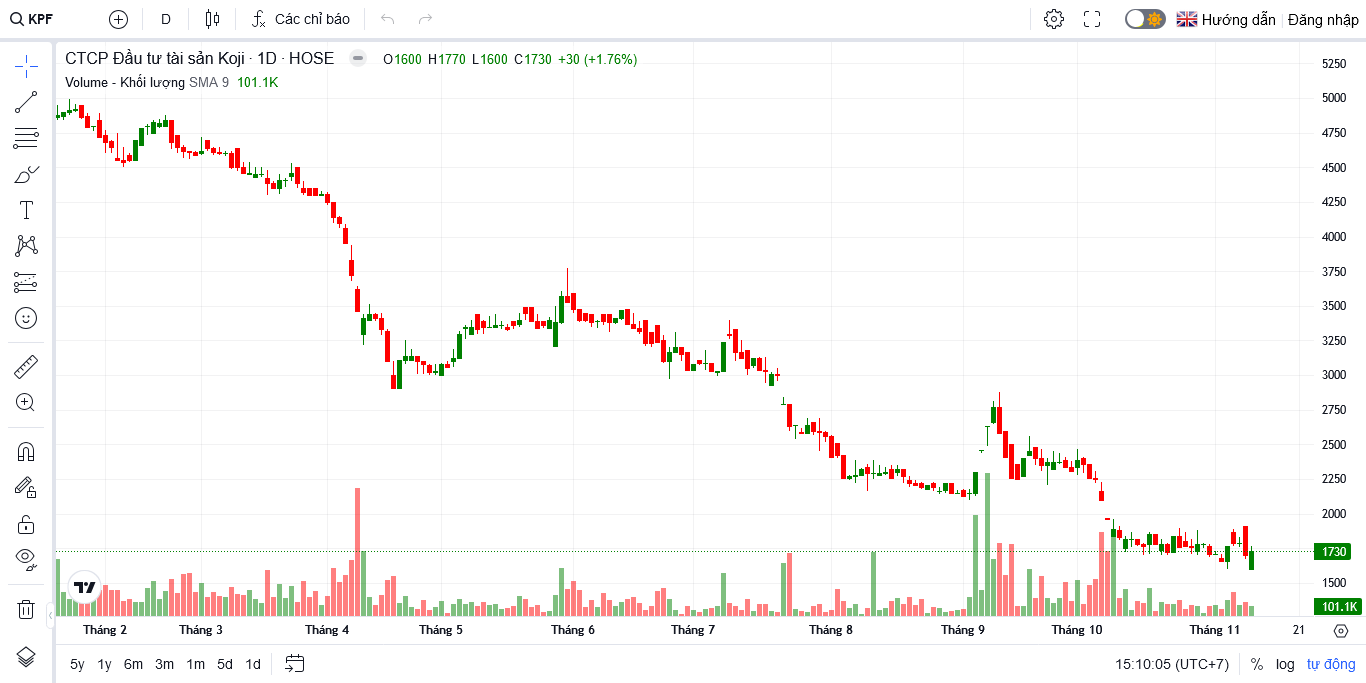 KPF D Các chỉ báo Hướng dẫn Đăng nhập
CTCP Đầu tư tài sản Koji · 1D · HOSE O1600 H1770 L1600 C1730 +30 (+1.76%)
Volume - Khối lượng SMA 9 101.1K
5250
5000
4750
4500
4250
4000
3750
3500
3250
3000
2750
2500
2250
2000
1730
1500
101.1K
Tháng 2 Tháng 3 Tháng 4 Tháng 5 Tháng 6 Tháng 7 Tháng 8 Tháng 9 Tháng 10 Tháng 11 21
5y 1y 6m 3m 1m 5d 1d 15:10:05 (UTC+7) % log tự động